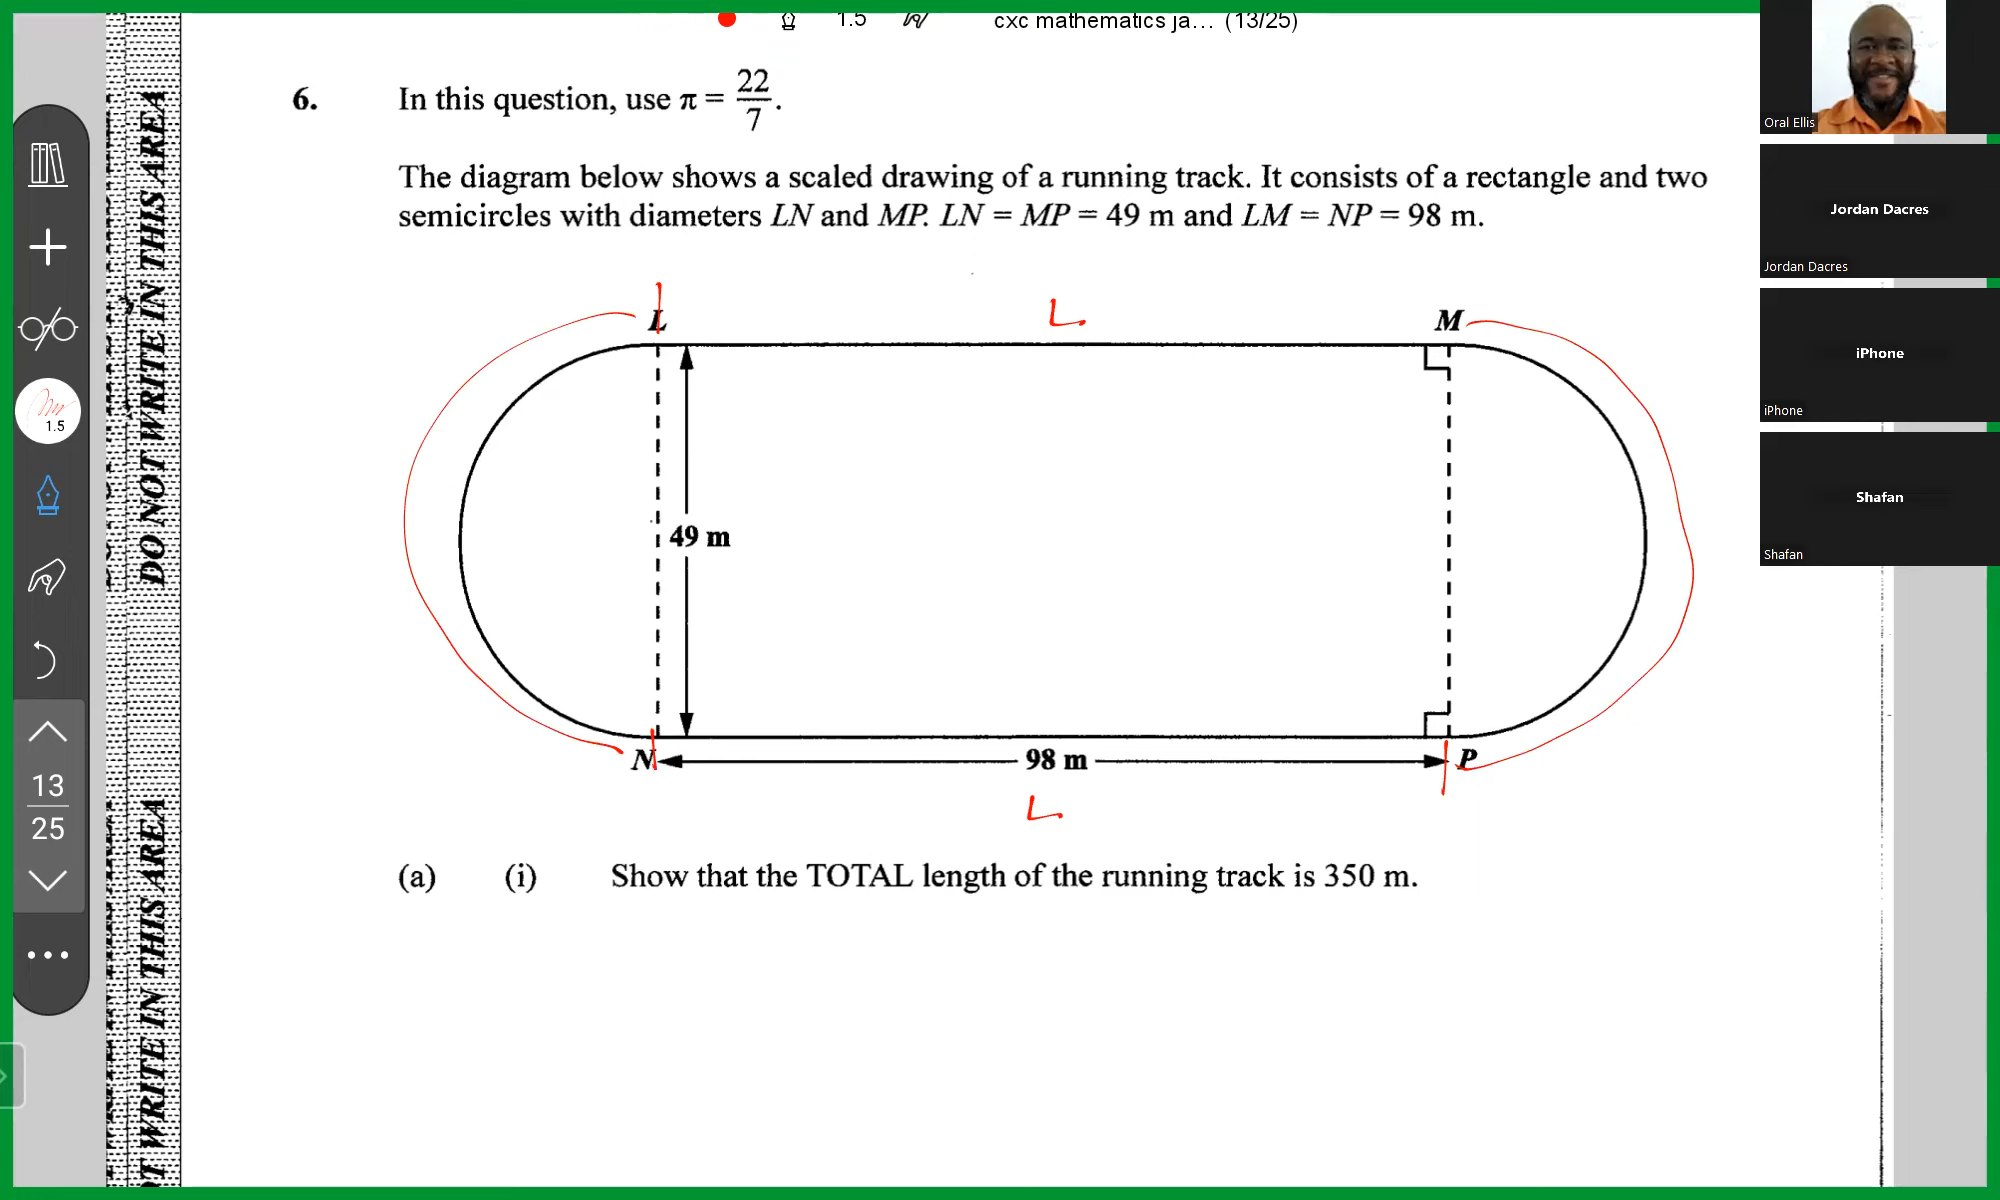 1.5 cxc mathematics ja... (13/25)
6. In this question, use π = 22/7.
The diagram below shows a scaled drawing of a running track. It consists of a rectangle and two
semicircles with diameters LN and MP. LN = MP = 49 m and LM = NP = 98 m.
L
L
M
49 m
N
98 m
P
L
(a) (i) Show that the TOTAL length of the running track is 350 m.
DO NOT WRITE IN THIS AREA
WRITE IN THIS AREA
1.5
13
25
Oral Ellis
Jordan Dacres
Jordan Dacres
iPhone
iPhone
Shafan
Shafan